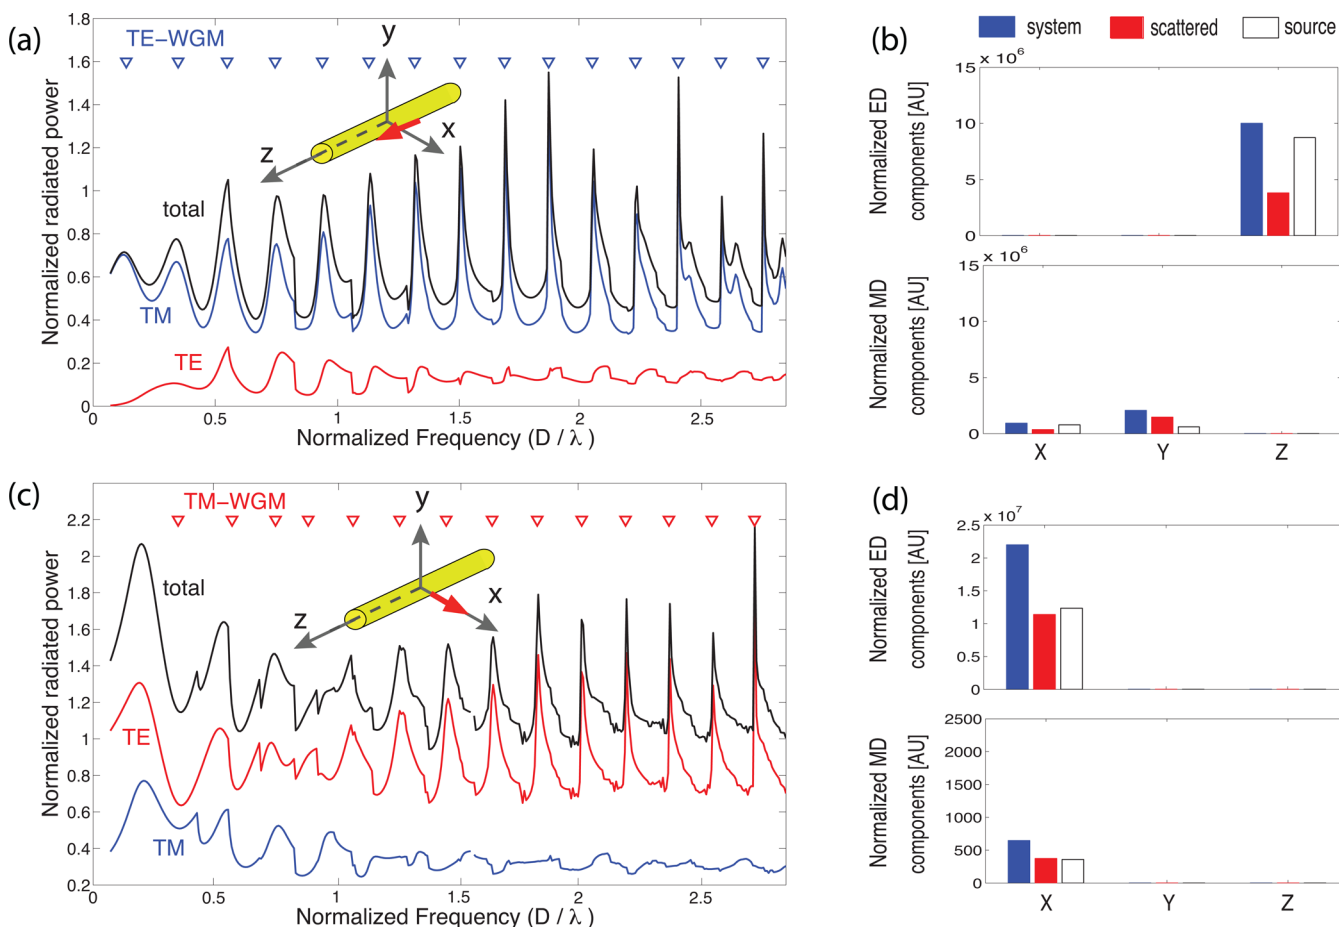 (a)
TE-WGM
y
x
z
total
TM
TE
Normalized radiated power
1.8
1.6
1.4
1.2
1
0.8
0.6
0.4
0.2
0
0 0.5 1 1.5 2 2.5
Normalized Frequency (D / λ )
(b)
system scattered source
x 10^6
15
10
5
0
Normalized ED
components [AU]
x 10^6
15
10
5
0
Normalized MD
components [AU]
X Y Z
(c)
TM-WGM
y
x
z
total
TE
TM
Normalized radiated power
2.2
2
1.8
1.6
1.4
1.2
1
0.8
0.6
0.4
0.2
0 0.5 1 1.5 2 2.5
Normalized Frequency (D / λ )
(d)
x 10^7
2.5
2
1.5
1
0.5
0
Normalized ED
components [AU]
2500
2000
1500
1000
500
0
Normalized MD
components [AU]
X Y Z